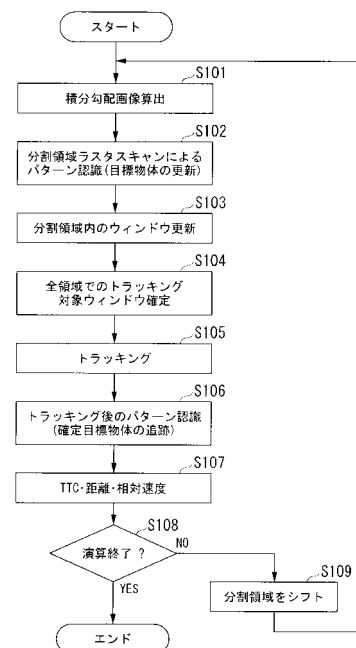 スタート
S101
積分勾配画像算出
S102
分割領域ラスタスキャンによる
パターン認識(目標物体の更新)
S103
分割領域内のウィンドウ更新
S104
全領域でのトラッキング
対象ウィンドウ確定
S105
トラッキング
S106
トラッキング後のパターン認識
(確定目標物体の追跡)
S107
TTC・距離・相対速度
S108
演算終了 ?
NO
YES
S109
分割領域をシフト
エンド